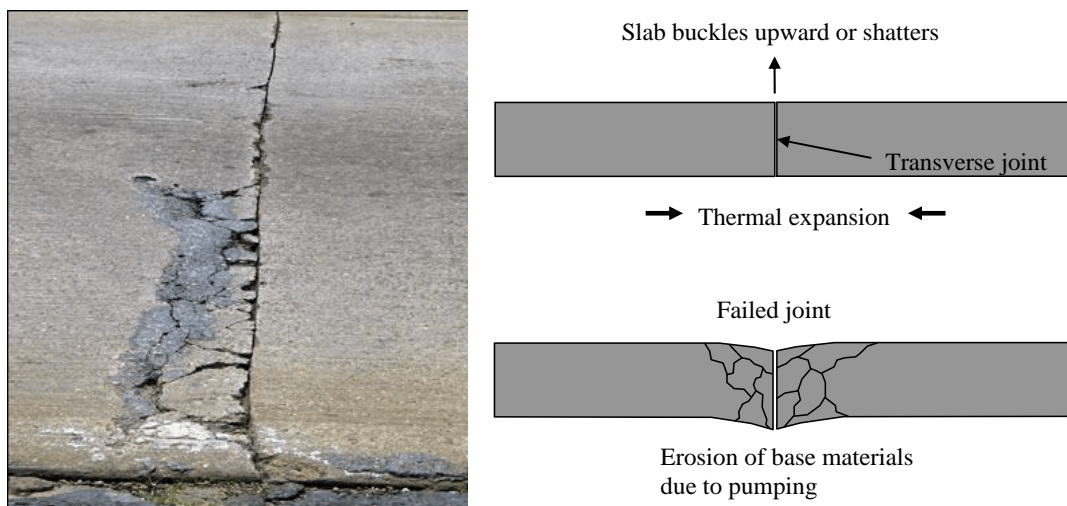 Slab buckles upward or shatters
Transverse joint
Thermal expansion
Failed joint
Erosion of base materials
due to pumping